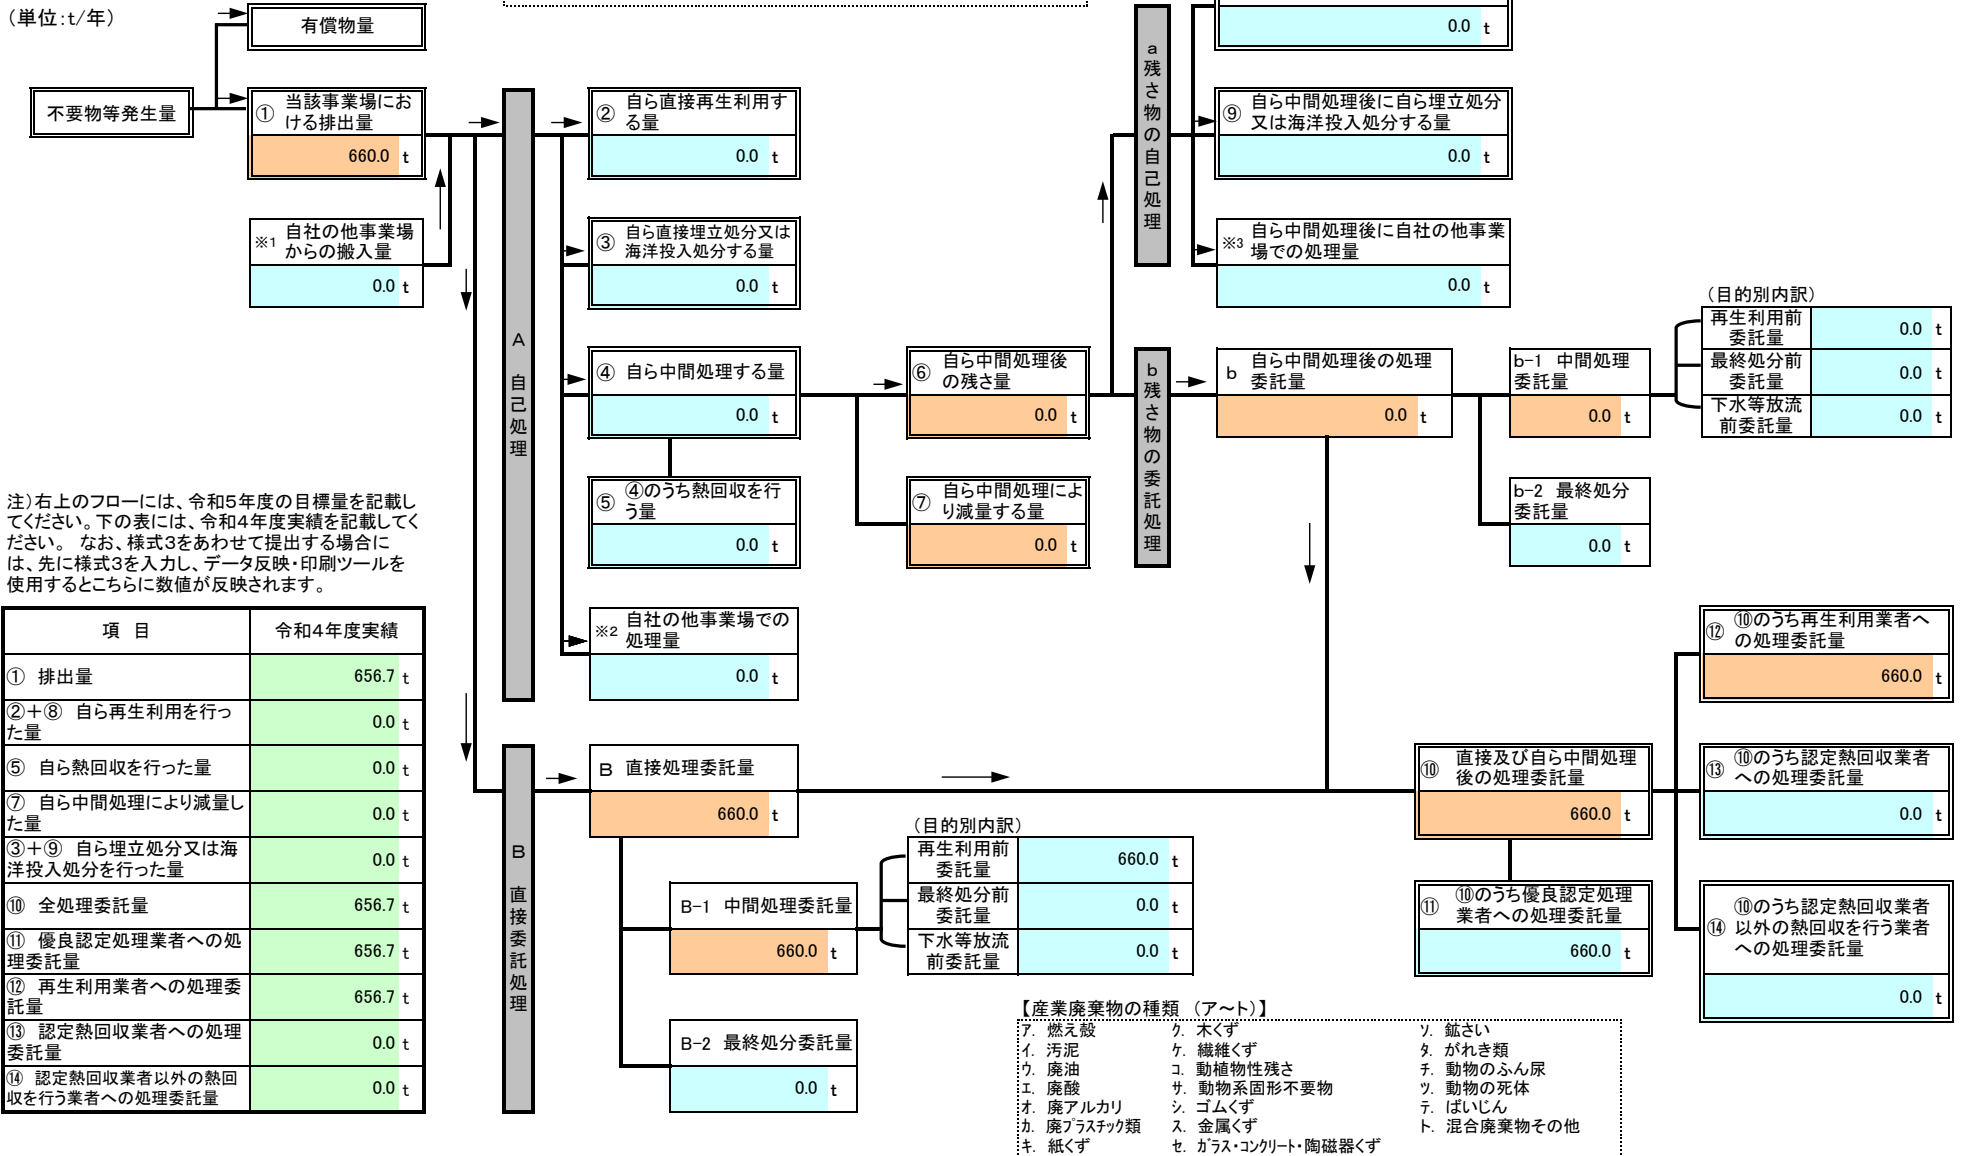 (単位:t/年)
有償物量
0.0 t
不要物等発生量
① 当該事業場にお
ける排出量
660.0 t
② 自ら直接再生利用す
る量
0.0 t
⑨ 自ら中間処理後に自ら埋立処分
又は海洋投入処分する量
0.0 t
a 残さ物の自己処理
※1 自社の他事業場
からの搬入量
0.0 t
③ 自ら直接埋立処分又は
海洋投入処分する量
0.0 t
※3 自ら中間処理後に自社の他事業
場での処理量
0.0 t
A 自己処理
④ 自ら中間処理する量
0.0 t
⑥ 自ら中間処理後
の残さ量
0.0 t
b 残さ物の委託処理
b 自ら中間処理後の処理
委託量
0.0 t
b-1 中間処理
委託量
0.0 t
(目的別内訳)
再生利用前
委託量
0.0 t
最終処分前
委託量
0.0 t
下水等放流
前委託量
0.0 t
⑤ ④のうち熱回収を行
う量
0.0 t
⑦ 自ら中間処理によ
り減量する量
0.0 t
b-2 最終処分
委託量
0.0 t
注)右上のフローには、令和5年度の目標量を記載し
てください。下の表には、令和4年度実績を記載してく
ださい。 なお、様式3をあわせて提出する場合に
は、先に様式3を入力し、データ反映・印刷ツールを
使用するとこちらに数値が反映されます。
※2 自社の他事業場での
処理量
0.0 t
項 目 令和4年度実績
① 排出量 656.7 t
②+⑧ 自ら再生利用を行っ
た量 0.0 t
⑤ 自ら熱回収を行った量 0.0 t
⑦ 自ら中間処理により減量し
た量 0.0 t
③+⑨ 自ら埋立処分又は海
洋投入処分を行った量 0.0 t
⑩ 全処理委託量 656.7 t
⑪ 優良認定処理業者への処
理委託量 656.7 t
⑫ 再生利用業者への処理委
託量 656.7 t
⑬ 認定熱回収業者への処理
委託量 0.0 t
⑭ 認定熱回収業者以外の熱回
収を行う業者への処理委託量 0.0 t
B 直接委託処理
B 直接処理委託量
660.0 t
B-1 中間処理委託量
660.0 t
(目的別内訳)
再生利用前
委託量
660.0 t
最終処分前
委託量
0.0 t
下水等放流
前委託量
0.0 t
B-2 最終処分委託量
0.0 t
⑩ 直接及び自ら中間処理
後の処理委託量
660.0 t
⑪ ⑩のうち優良認定処理
業者への処理委託量
660.0 t
⑫ ⑩のうち再生利用業者へ
の処理委託量
660.0 t
⑬ ⑩のうち認定熱回収業者
への処理委託量
0.0 t
⑭ ⑩のうち認定熱回収業者
以外の熱回収を行う業者
への処理委託量
0.0 t
【産業廃棄物の種類 (ア~ト)】
ア. 燃え殻 ク. 木くず ソ. 鉱さい
イ. 汚泥 ケ. 繊維くず タ. がれき類
ウ. 廃油 コ. 動植物性残さ チ. 動物のふん尿
エ. 廃酸 サ. 動物系固形不要物 ツ. 動物の死体
オ. 廃アルカリ シ. ゴムくず テ. ばいじん
カ. 廃プラスチック類 ス. 金属くず ト. 混合廃棄物その他
キ. 紙くず セ. ガラス・コンクリート・陶磁器くず